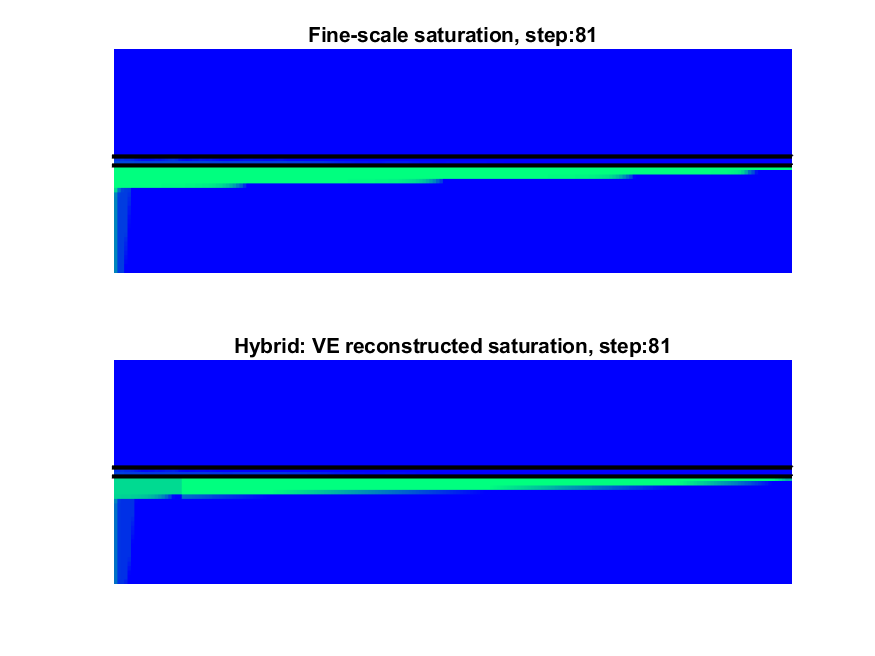 Fine-scale saturation, step:81
Hybrid: VE reconstructed saturation, step:81